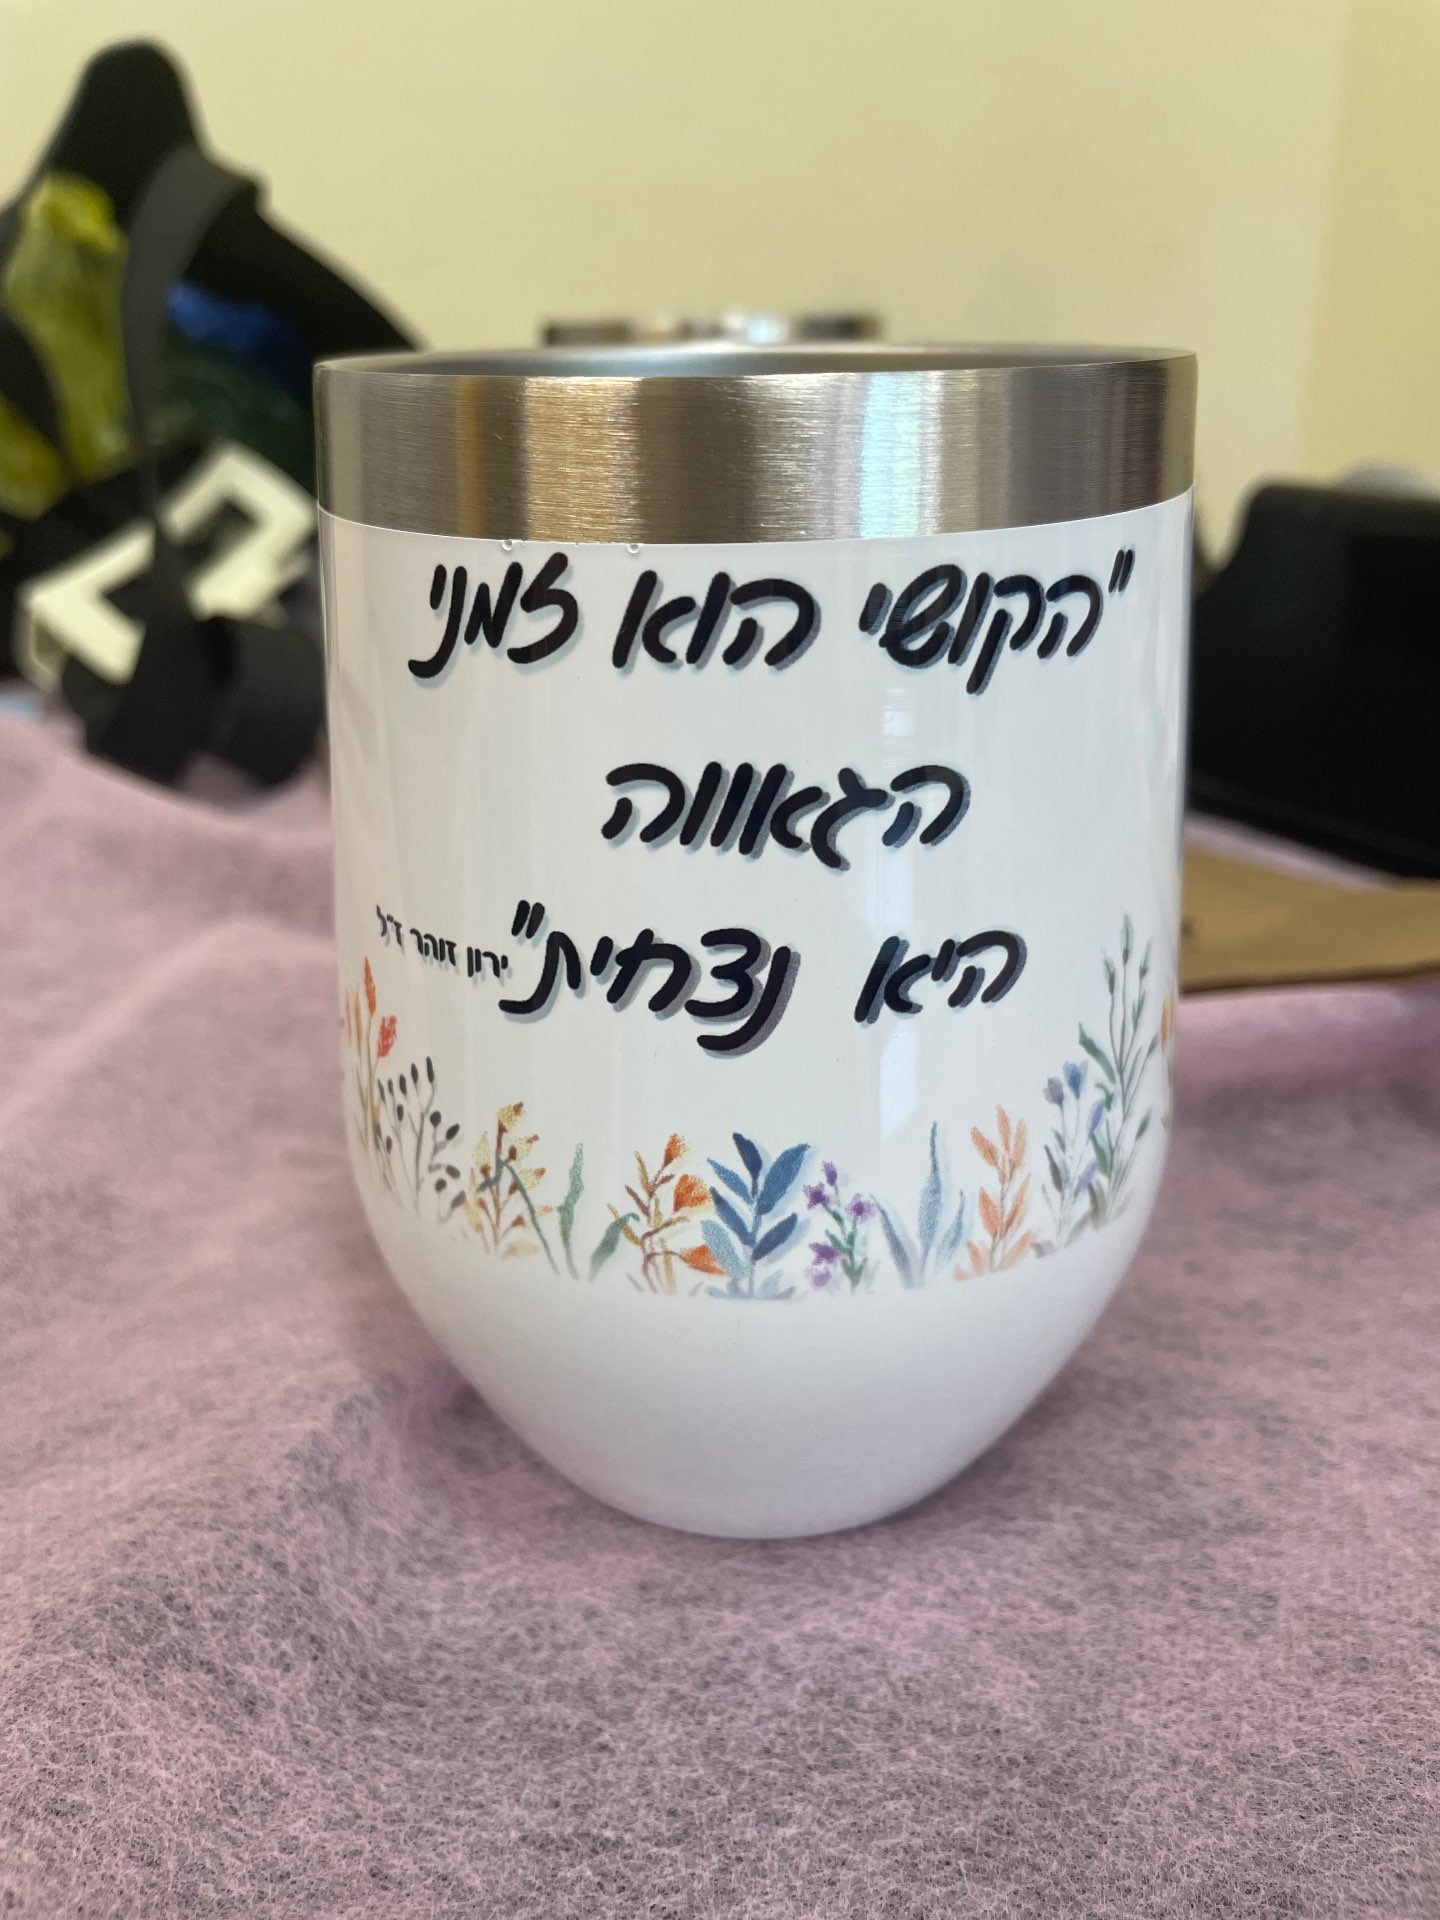 "הקושי הוא זמני
הגאווה
היא נצחית" ירון זוהר ז"ל